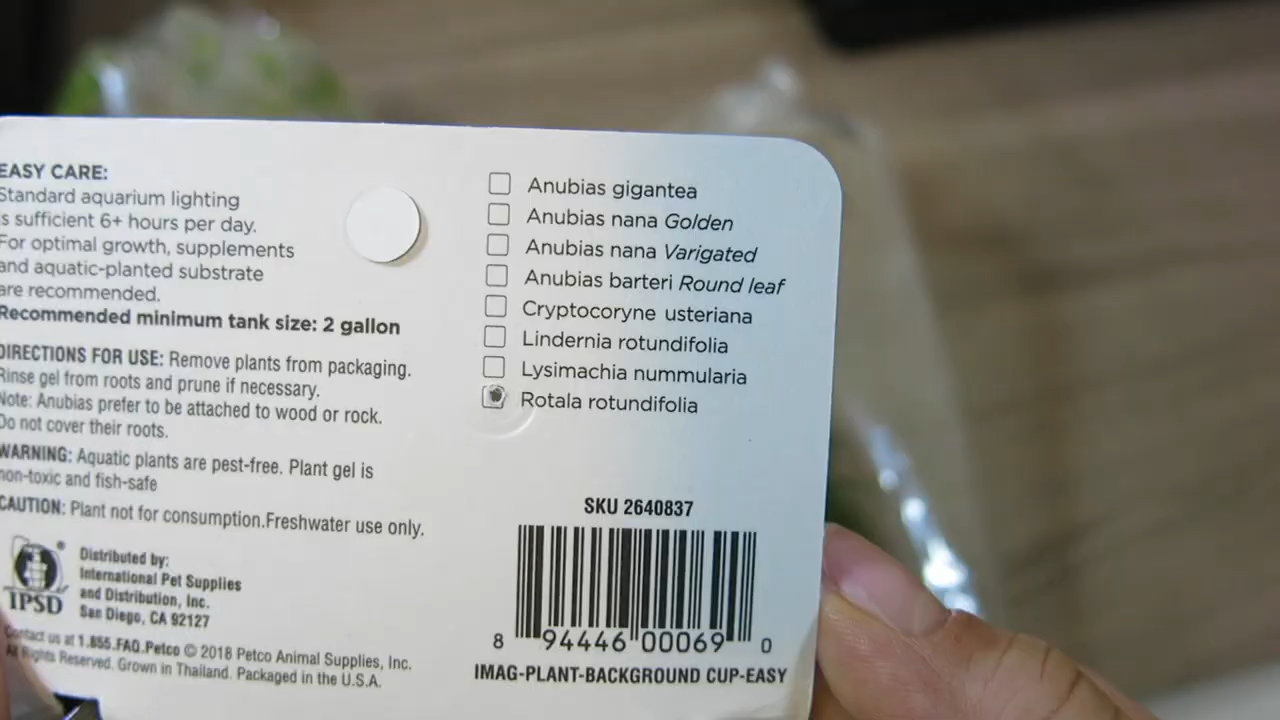 EASY CARE:
Standard aquarium lighting
is sufficient 6+ hours per day.
For optimal growth, supplements
and aquatic-planted substrate
are recommended.
Recommended minimum tank size: 2 gallon
DIRECTIONS FOR USE: Remove plants from packaging.
Rinse gel from roots and prune if necessary.
Note: Anubias prefer to be attached to wood or rock.
Do not cover their roots.
WARNING: Aquatic plants are pest-free. Plant gel is
non-toxic and fish-safe
CAUTION: Plant not for consumption.Freshwater use only.
®
IPSD
Distributed by:
International Pet Supplies
and Distribution, Inc.
San Diego, CA 92127
Contact us at 1.855.FAQ.Petco © 2018 Petco Animal Supplies, Inc.
All Rights Reserved. Grown in Thailand. Packaged in the U.S.A.
Anubias gigantea
Anubias nana Golden
Anubias nana Varigated
Anubias barteri Round leaf
Cryptocoryne usteriana
Lindernia rotundifolia
Lysimachia nummularia
Rotala rotundifolia
SKU 2640837
8 94446 00069 0
IMAG-PLANT-BACKGROUND CUP-EASY